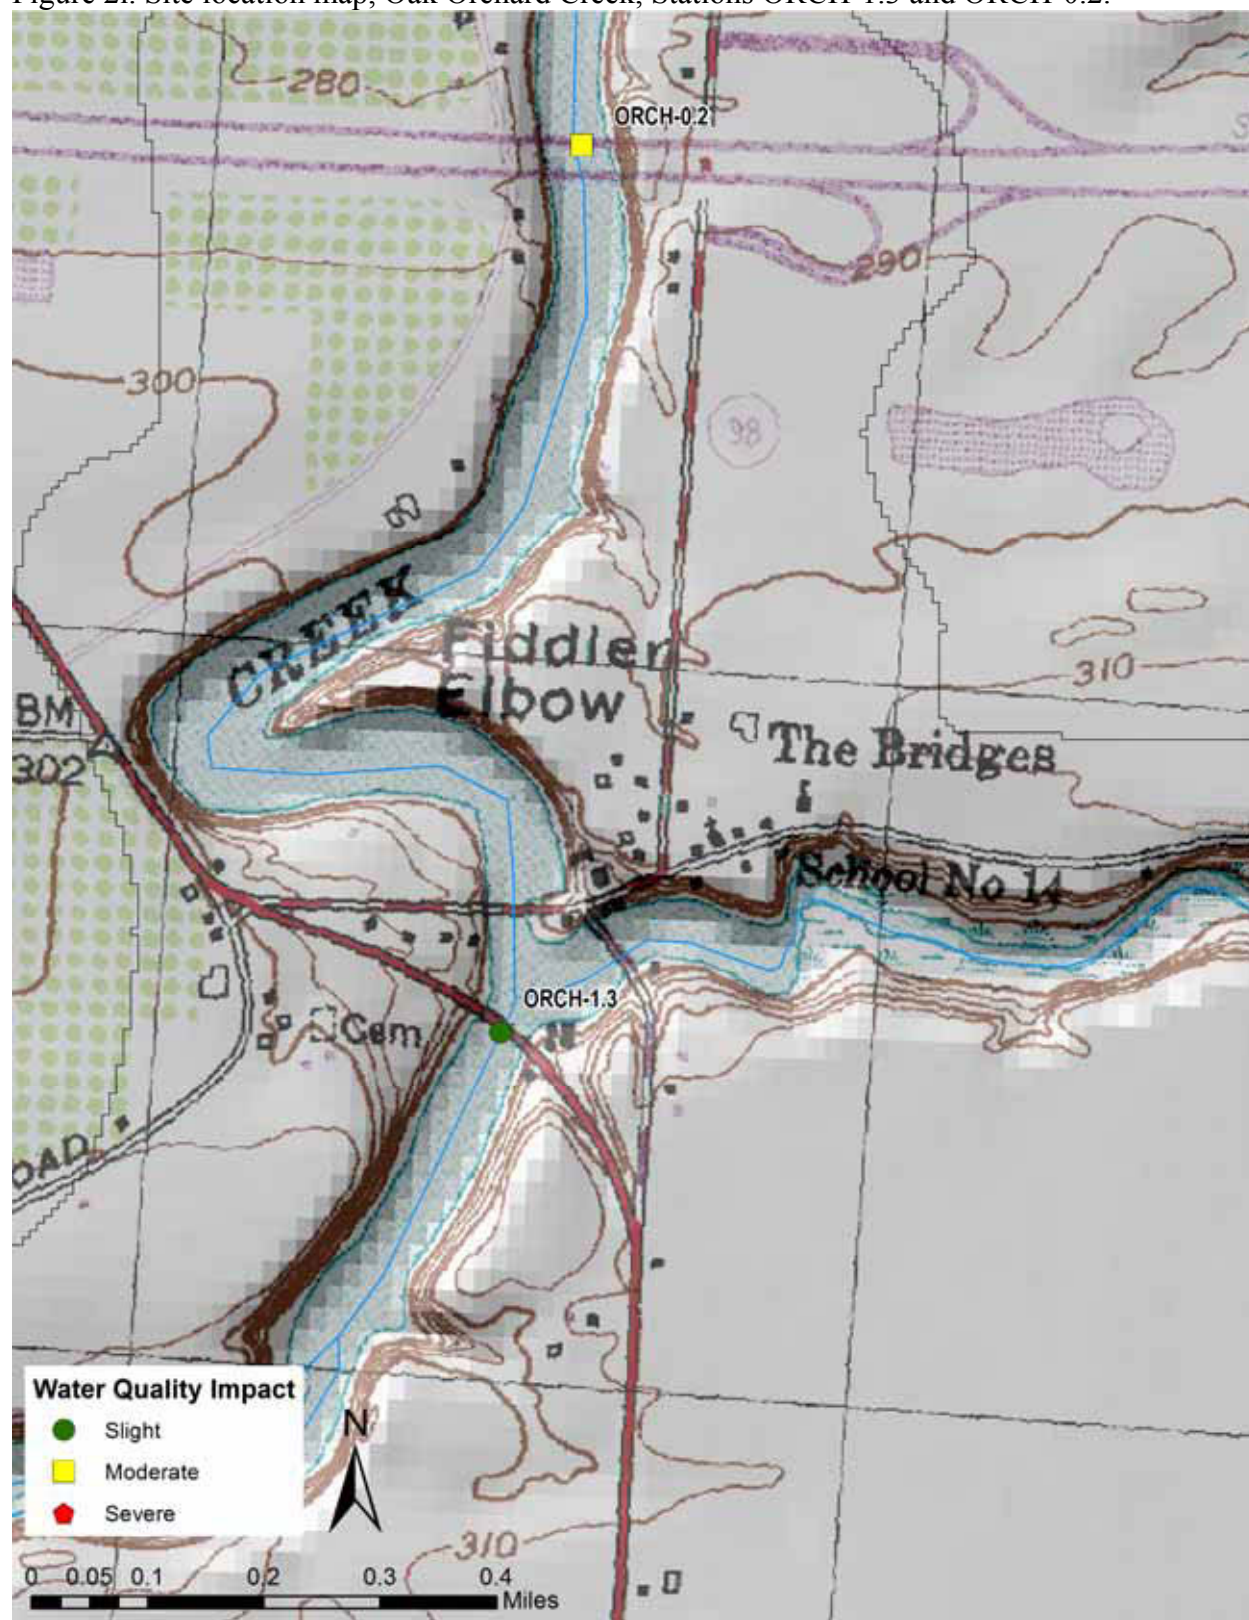 Figure 2f. Site location map, Oak Orchard Creek, Stations ORCH-1.3 and ORCH-0.2.
280
ORCH-0.2
S
290
300
98
CREEK
Fiddler
Elbow
310
BM
302
The Bridges
School No 14
ORCH-1.3
Cem
OAD
Water Quality Impact
Slight
Moderate
Severe
N
310
0 0.05 0.1 0.2 0.3 0.4
Miles